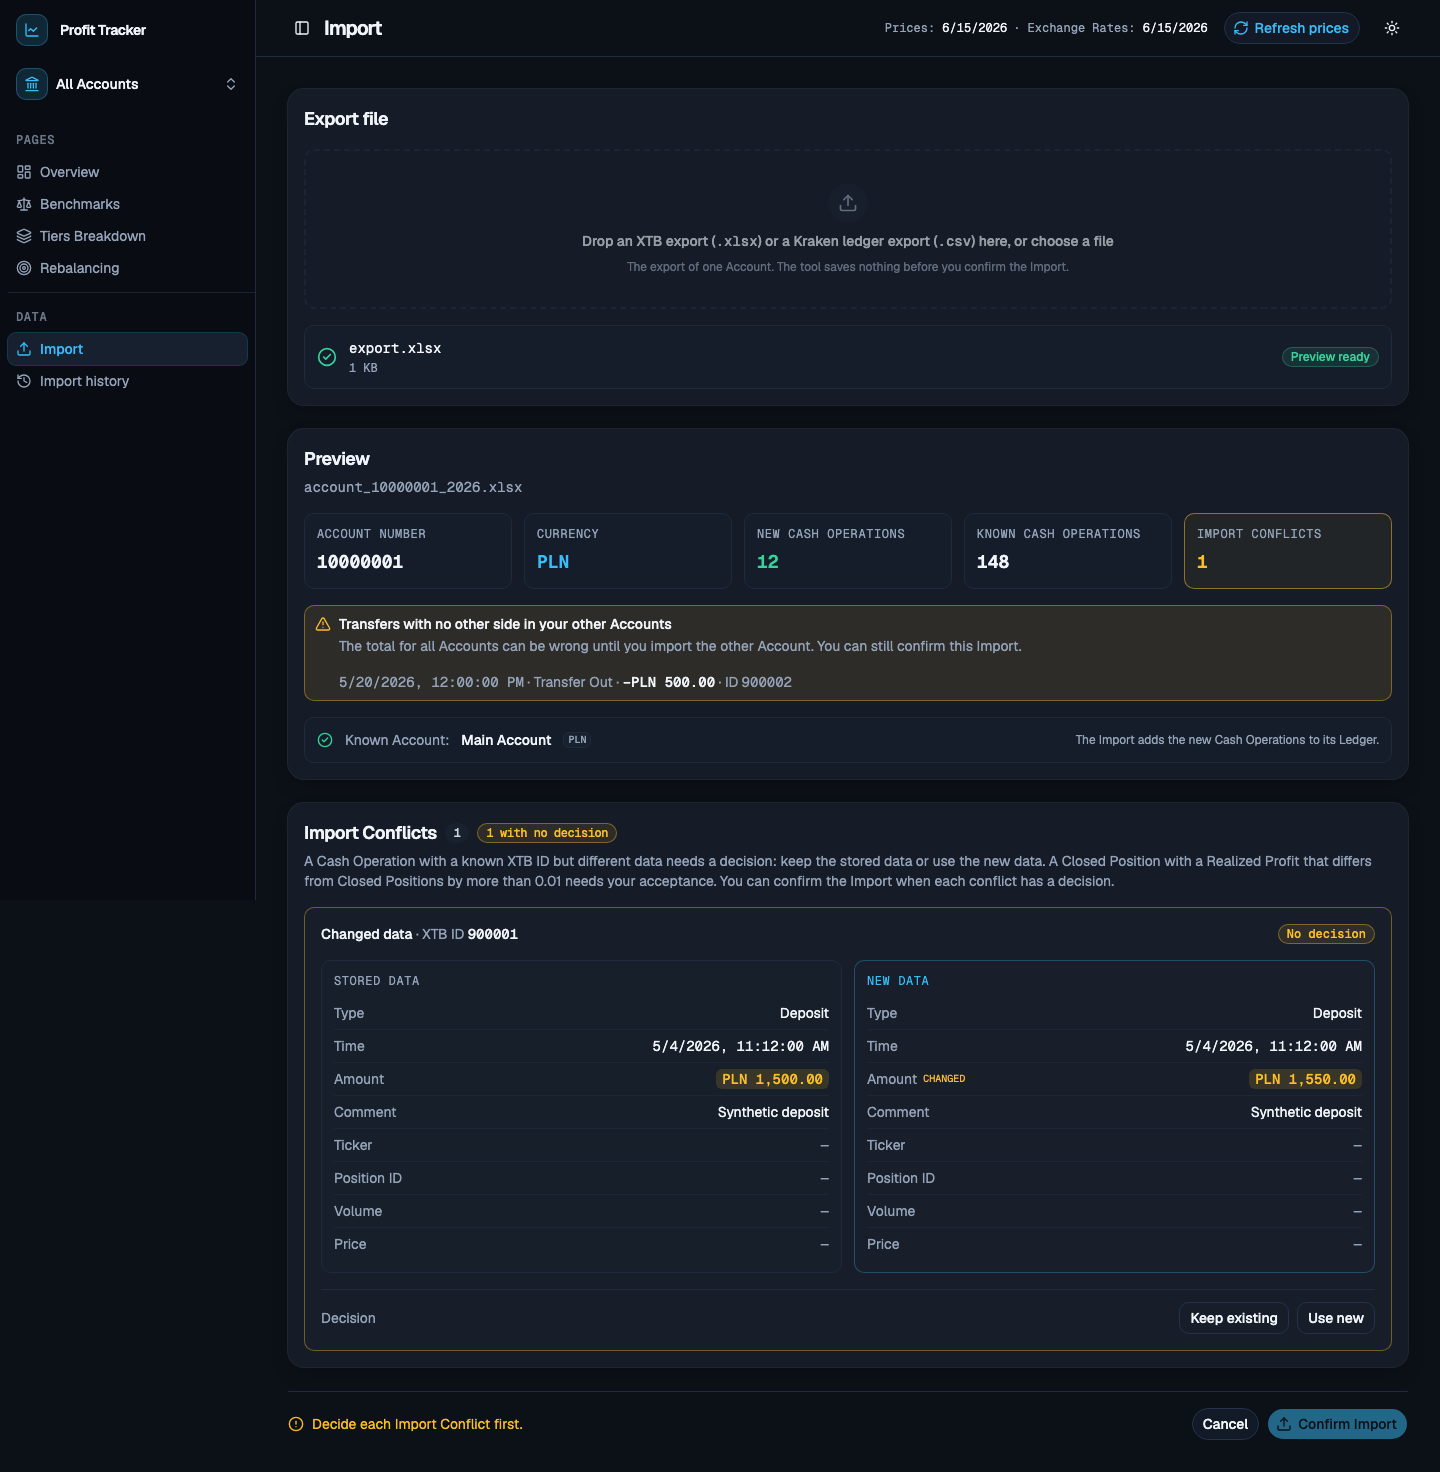 Profit Tracker
All Accounts
PAGES
Overview
Benchmarks
Tiers Breakdown
Rebalancing
DATA
Import
Import history
Import
Prices: 6/15/2026 · Exchange Rates: 6/15/2026
Refresh prices
Export file
Drop an XTB export (.xlsx) or a Kraken ledger export (.csv) here, or choose a file
The export of one Account. The tool saves nothing before you confirm the Import.
export.xlsx
1 KB
Preview ready
Preview
account_10000001_2026.xlsx
ACCOUNT NUMBER
10000001
CURRENCY
PLN
NEW CASH OPERATIONS
12
KNOWN CASH OPERATIONS
148
IMPORT CONFLICTS
1
Transfers with no other side in your other Accounts
The total for all Accounts can be wrong until you import the other Account. You can still confirm this Import.
5/20/2026, 12:00:00 PM · Transfer Out · −PLN 500.00 · ID 900002
Known Account: Main Account PLN
The Import adds the new Cash Operations to its Ledger.
Import Conflicts 1 1 with no decision
A Cash Operation with a known XTB ID but different data needs a decision: keep the stored data or use the new data. A Closed Position with a Realized Profit that differs
from Closed Positions by more than 0.01 needs your acceptance. You can confirm the Import when each conflict has a decision.
Changed data · XTB ID 900001
No decision
STORED DATA
Type Deposit
Time 5/4/2026, 11:12:00 AM
Amount PLN 1,500.00
Comment Synthetic deposit
Ticker —
Position ID —
Volume —
Price —
NEW DATA
Type Deposit
Time 5/4/2026, 11:12:00 AM
Amount CHANGED PLN 1,550.00
Comment Synthetic deposit
Ticker —
Position ID —
Volume —
Price —
Decision
Keep existing
Use new
Decide each Import Conflict first.
Cancel
Confirm Import